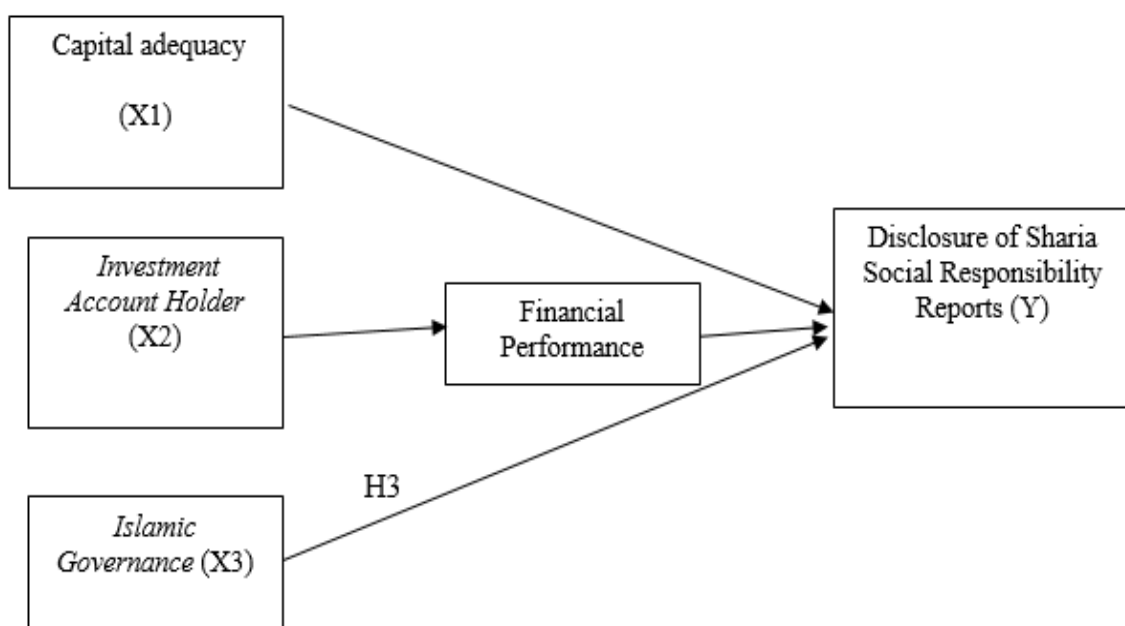 Capital adequacy
(X1)
Investment
Account Holder
(X2)
Financial
Performance
Disclosure of Sharia
Social Responsibility
Reports (Y)
H3
Islamic
Governance (X3)